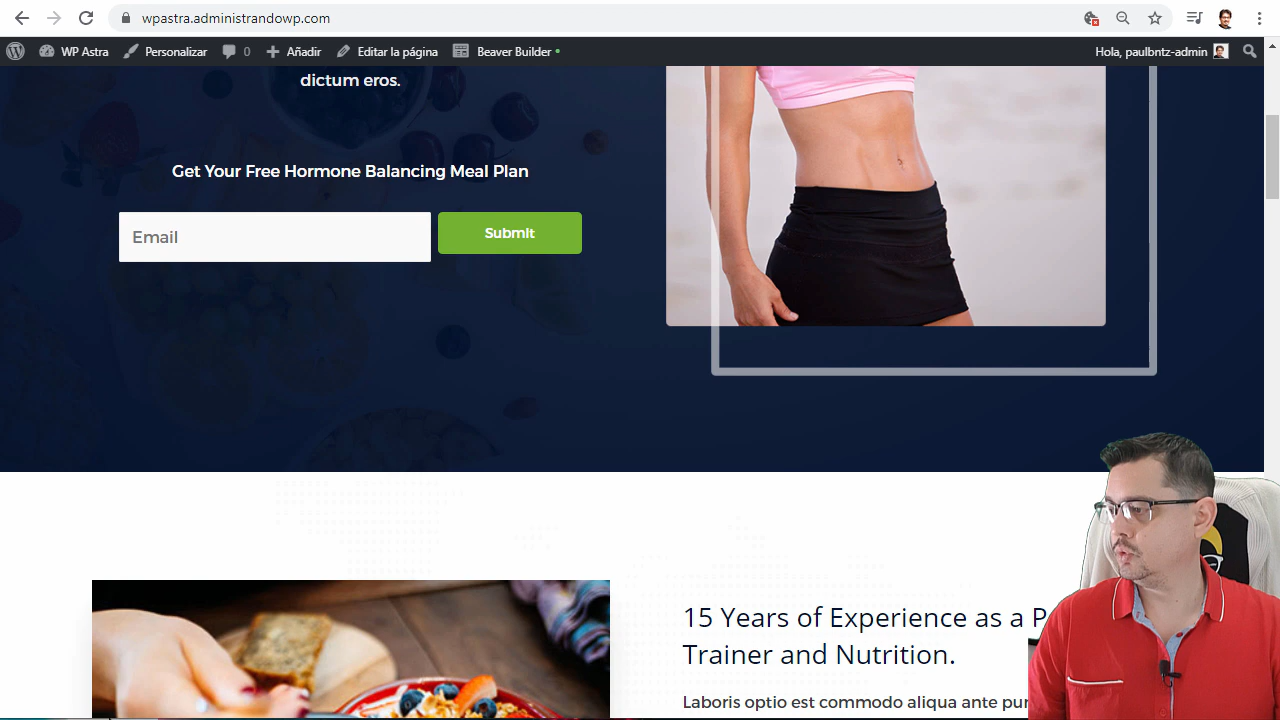 wpastra.administrandowp.com
WP Astra Personalizar 0 Añadir Editar la página Beaver Builder Hola, paulbntz-admin
dictum eros.
Get Your Free Hormone Balancing Meal Plan
Email Submit
15 Years of Experience as a P
Trainer and Nutrition.
Laboris optio est commodo aliqua ante pur